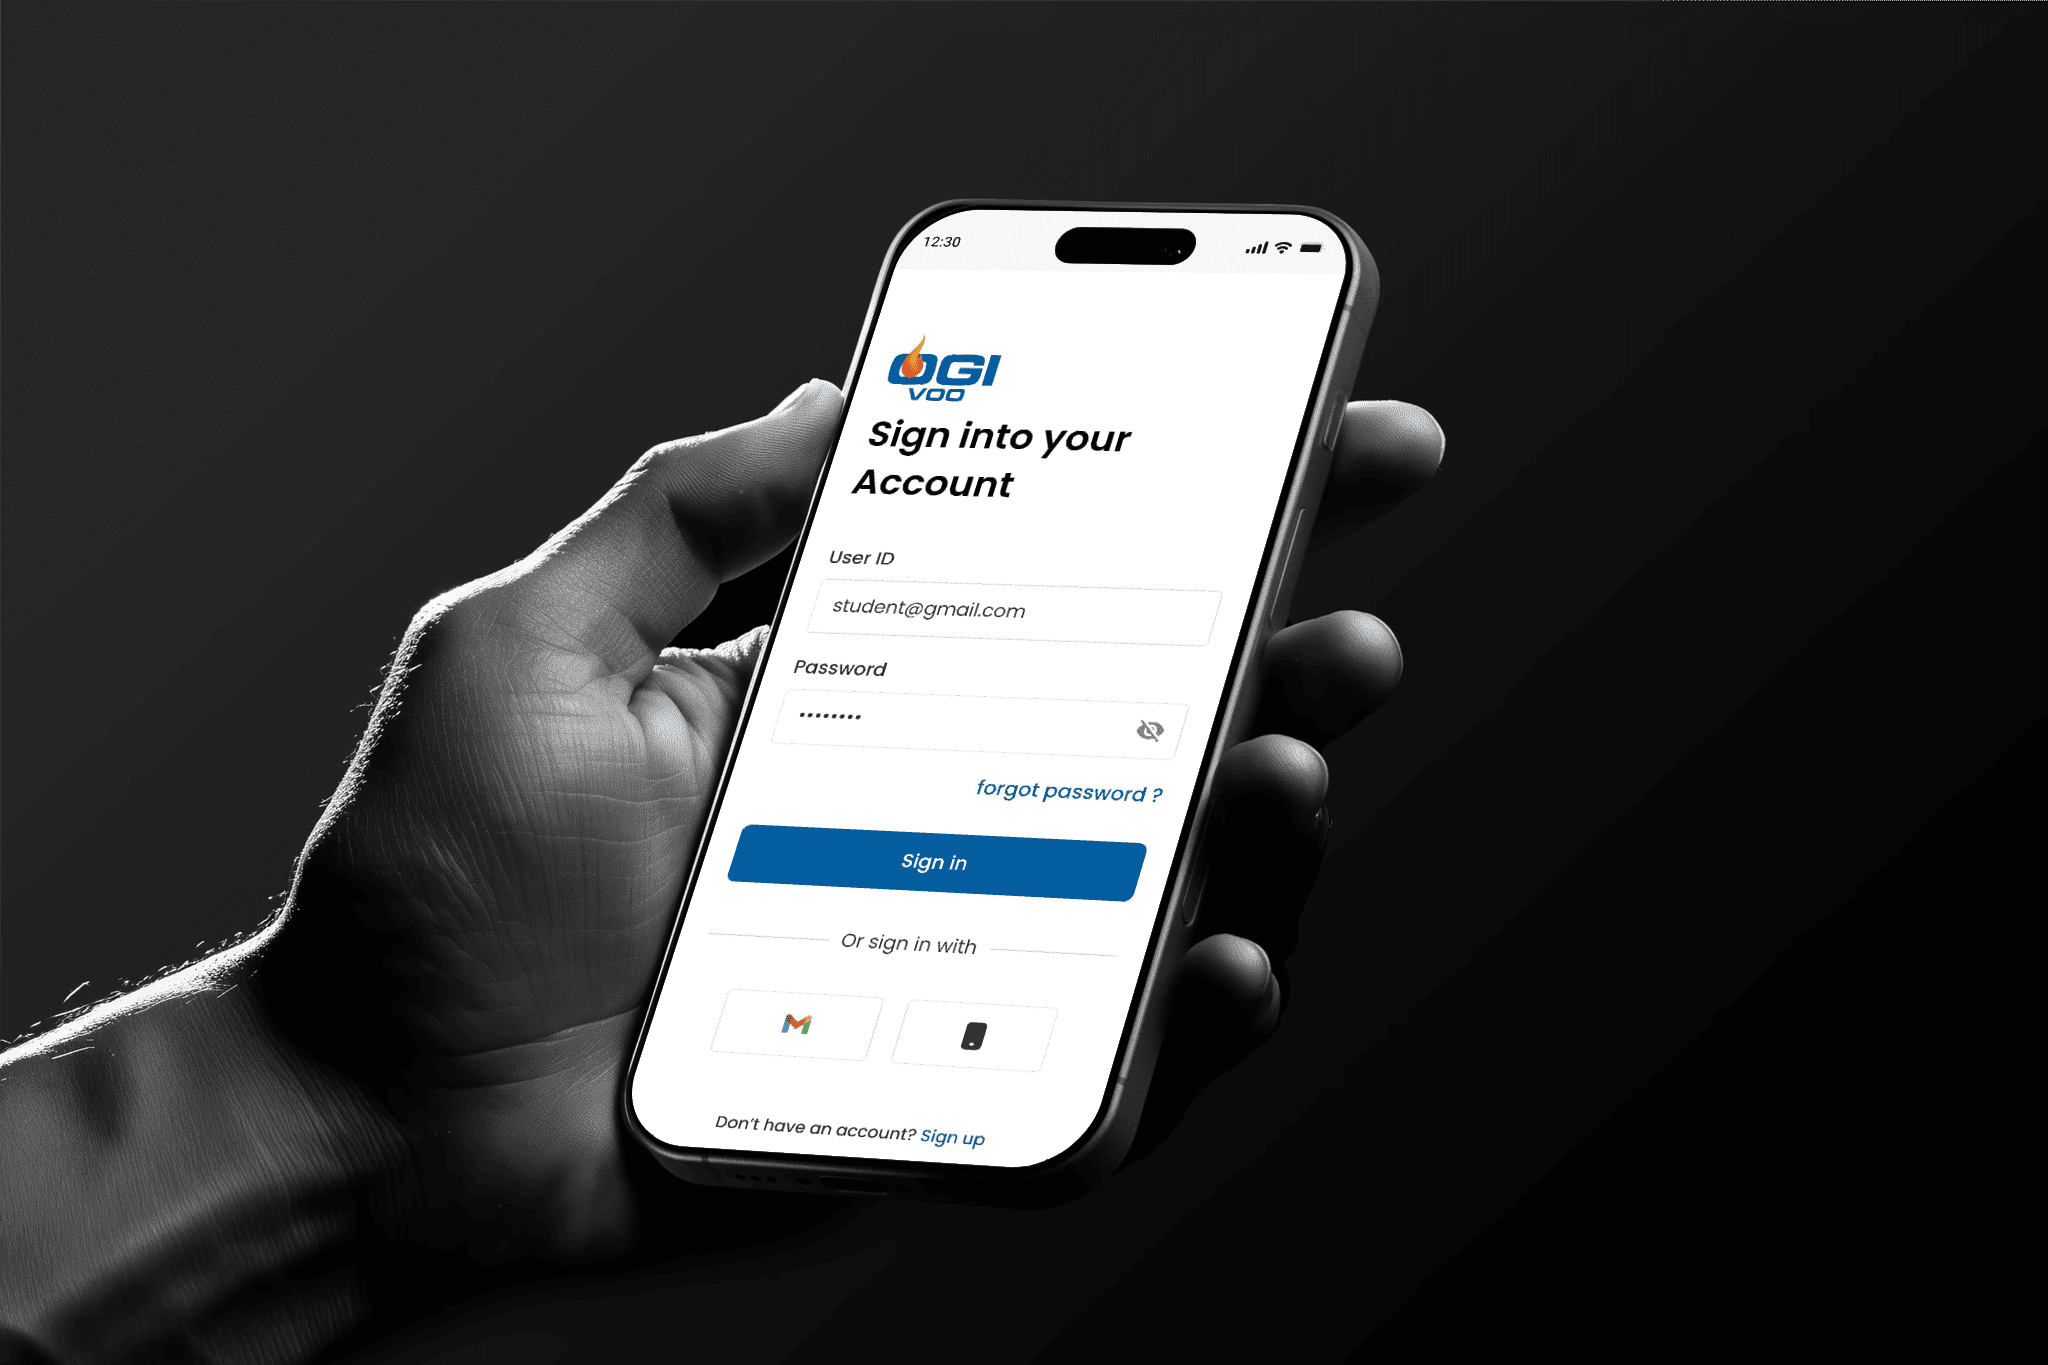 12:30
OGI
VOO
Sign into your
Account
User ID
student@gmail.com
Password
••••••••
forgot password ?
Sign in
Or sign in with
Don't have an account? Sign up